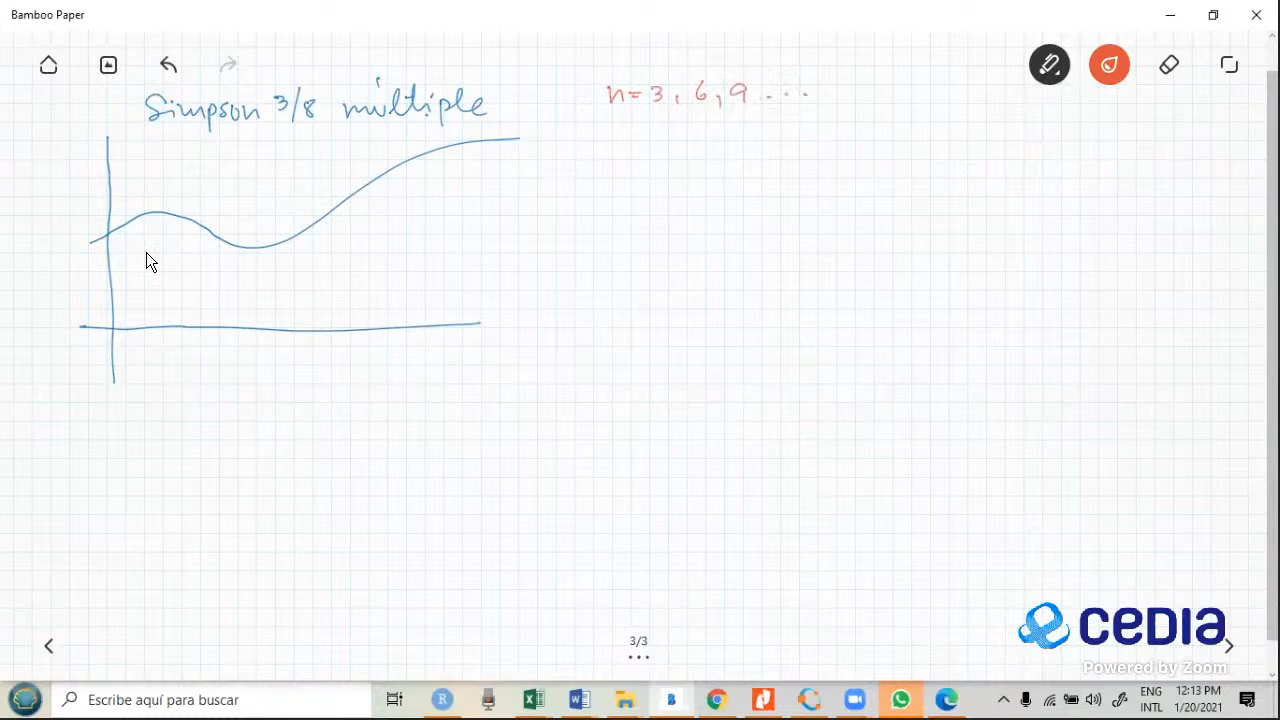 Bamboo Paper
Simpson 3/8 múltiple
n=3, 6, 9 ...
3/3
cedia
Powered by Zoom
Escribe aquí para buscar
ENG
INTL
12:13 PM
1/20/2021